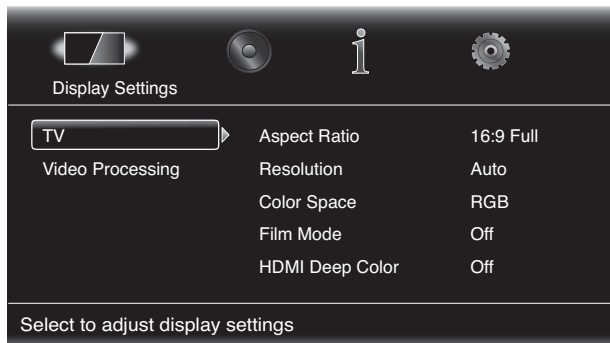 Display Settings
TV
Aspect Ratio 16:9 Full
Video Processing
Resolution Auto
Color Space RGB
Film Mode Off
HDMI Deep Color Off
Select to adjust display settings